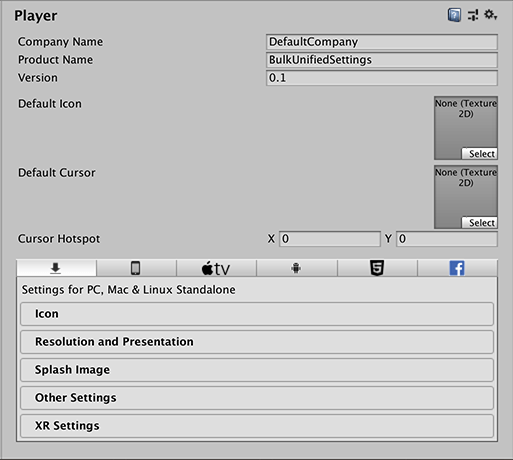 Player
Company Name DefaultCompany
Product Name BulkUnifiedSettings
Version 0.1
Default Icon None (Texture
2D)
Select
Default Cursor None (Texture
2D)
Select
Cursor Hotspot X 0 Y 0
tv
Settings for PC, Mac & Linux Standalone
Icon
Resolution and Presentation
Splash Image
Other Settings
XR Settings